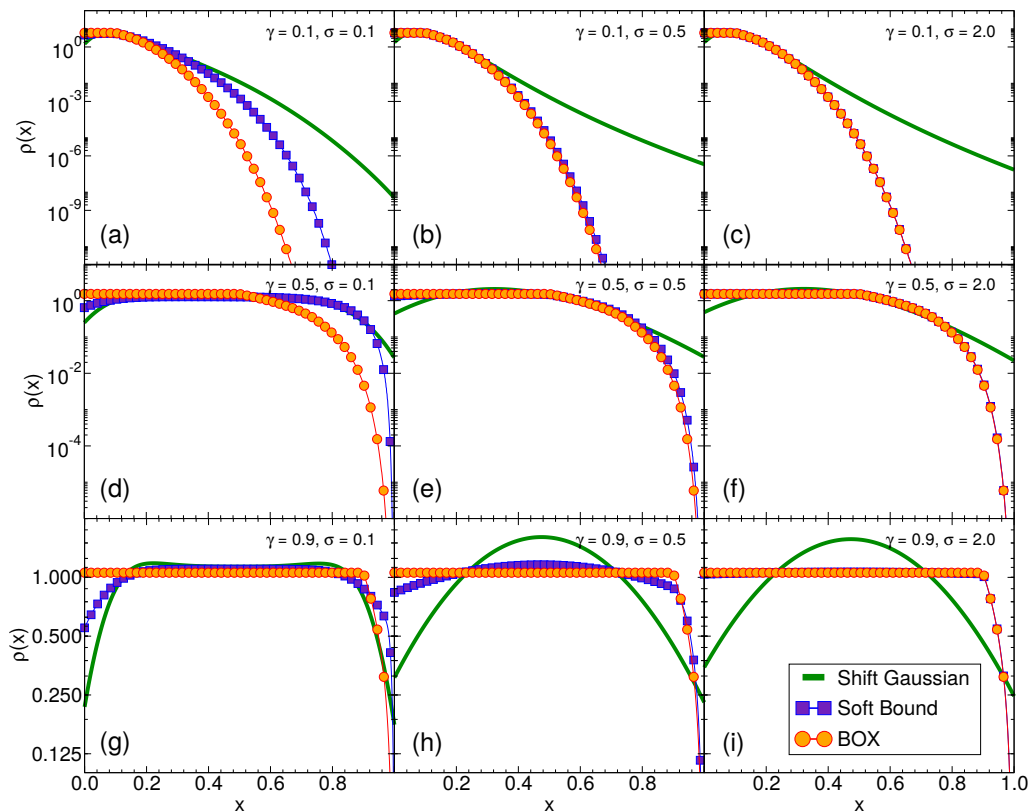 γ = 0.1, σ = 0.1
γ = 0.1, σ = 0.5
γ = 0.1, σ = 2.0
10⁰
10⁻³
10⁻⁶
10⁻⁹
ρ(x)
(a)
(b)
(c)
γ = 0.5, σ = 0.1
γ = 0.5, σ = 0.5
γ = 0.5, σ = 2.0
10⁰
10⁻²
10⁻⁴
ρ(x)
(d)
(e)
(f)
γ = 0.9, σ = 0.1
γ = 0.9, σ = 0.5
γ = 0.9, σ = 2.0
1.000
0.500
0.250
0.125
ρ(x)
(g)
(h)
(i)
Shift Gaussian
Soft Bound
BOX
0.0 0.2 0.4 0.6 0.8
0.2 0.4 0.6 0.8
0.2 0.4 0.6 0.8 1.0
x
x
x